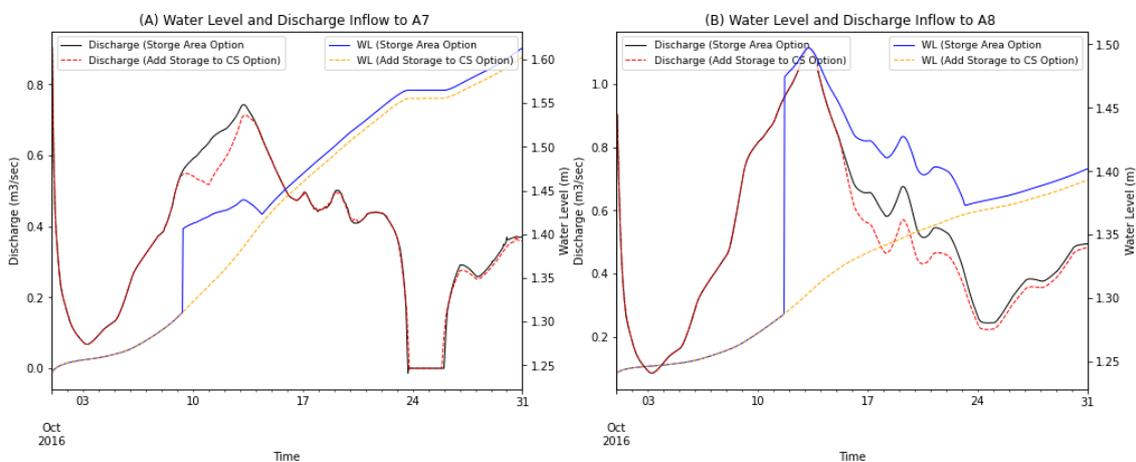 (A) Water Level and Discharge Inflow to A7
Discharge (Storge Area Option
Discharge (Add Storage to CS Option)
WL (Storge Area Option
WL (Add Storage to CS Option)
Discharge (m3/sec)
0.8
0.6
0.4
0.2
0.0
1.60
1.55
1.50
1.45
1.40
1.35
1.30
1.25
Water Level (m)
03
10
17
24
31
Oct
2016
Time
(B) Water Level and Discharge Inflow to A8
Discharge (Storge Area Option
Discharge (Add Storage to CS Option)
WL (Storge Area Option
WL (Add Storage to CS Option)
Discharge (m3/sec)
1.0
0.8
0.6
0.4
0.2
1.50
1.45
1.40
1.35
1.30
1.25
Water Level (m)
03
10
17
24
31
Oct
2016
Time